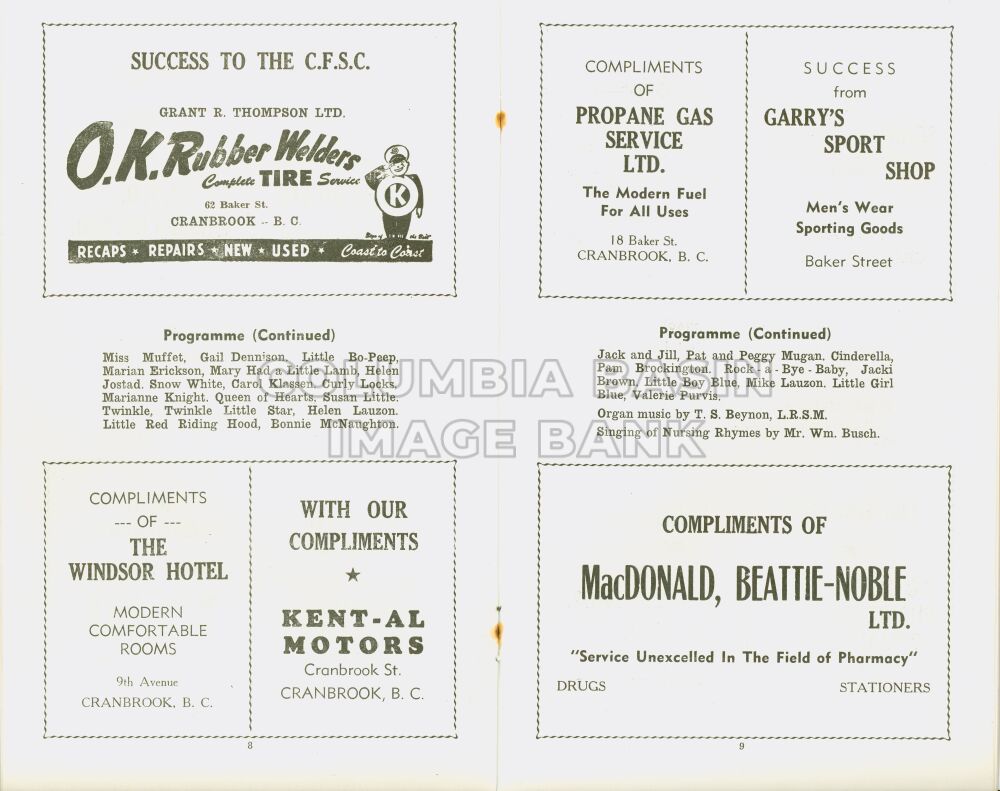 SUCCESS TO THE C.F.S.C.
GRANT R. THOMPSON LTD.
O.K. Rubber Welders
Complete TIRE Service
K
62 Baker St.
CRANBROOK -- B. C.
RECAPS * REPAIRS * NEW * USED * Coast to Coast
Programme (Continued)
Miss Muffet, Gail Dennison, Little Bo-Peep,
Marian Erickson, Mary Had a Little Lamb, Helen
Jostad. Snow White, Carol Klassen. Curly Locks,
Marianne Knight. Queen of Hearts, Susan Little.
Twinkle, Twinkle Little Star, Helen Lauzon.
Little Red Riding Hood, Bonnie McNaughton.
COMPLIMENTS
--- OF ---
THE
WINDSOR HOTEL
MODERN
COMFORTABLE
ROOMS
9th Avenue
CRANBROOK, B. C.
WITH OUR
COMPLIMENTS
★
KENT-AL
MOTORS
Cranbrook St.
CRANBROOK, B. C.
8
COMPLIMENTS
OF
PROPANE GAS
SERVICE
LTD.
The Modern Fuel
For All Uses
18 Baker St.
CRANBROOK, B. C.
SUCCESS
from
GARRY'S
SPORT
SHOP
Men's Wear
Sporting Goods
Baker Street
Programme (Continued)
Jack and Jill, Pat and Peggy Mugan. Cinderella,
Pam Brockington. Rock - a - Bye - Baby, Jacki
Brown, Little Boy Blue, Mike Lauzon. Little Girl
Blue, Valerie Purvis.
Organ music by T. S. Beynon, L.R.S.M.
Singing of Nursing Rhymes by Mr. Wm. Busch.
COMPLIMENTS OF
MacDONALD, BEATTIE-NOBLE
LTD.
"Service Unexcelled In The Field of Pharmacy"
DRUGS STATIONERS
9
COLUMBIA BASIN
IMAGE BANK